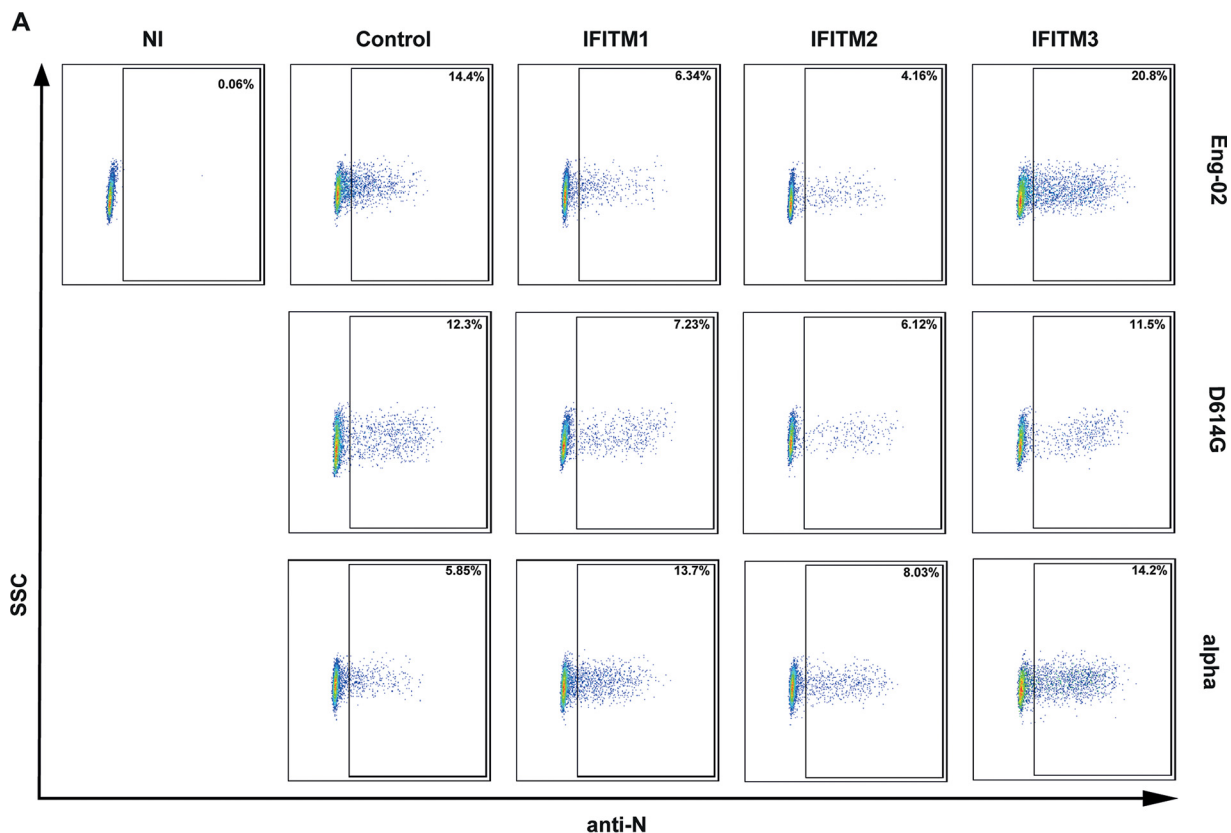 A
NI Control IFITM1 IFITM2 IFITM3
0.06% 14.4% 6.34% 4.16% 20.8%
Eng-02
12.3% 7.23% 6.12% 11.5%
D614G
5.85% 13.7% 8.03% 14.2%
alpha
SSC
anti-N